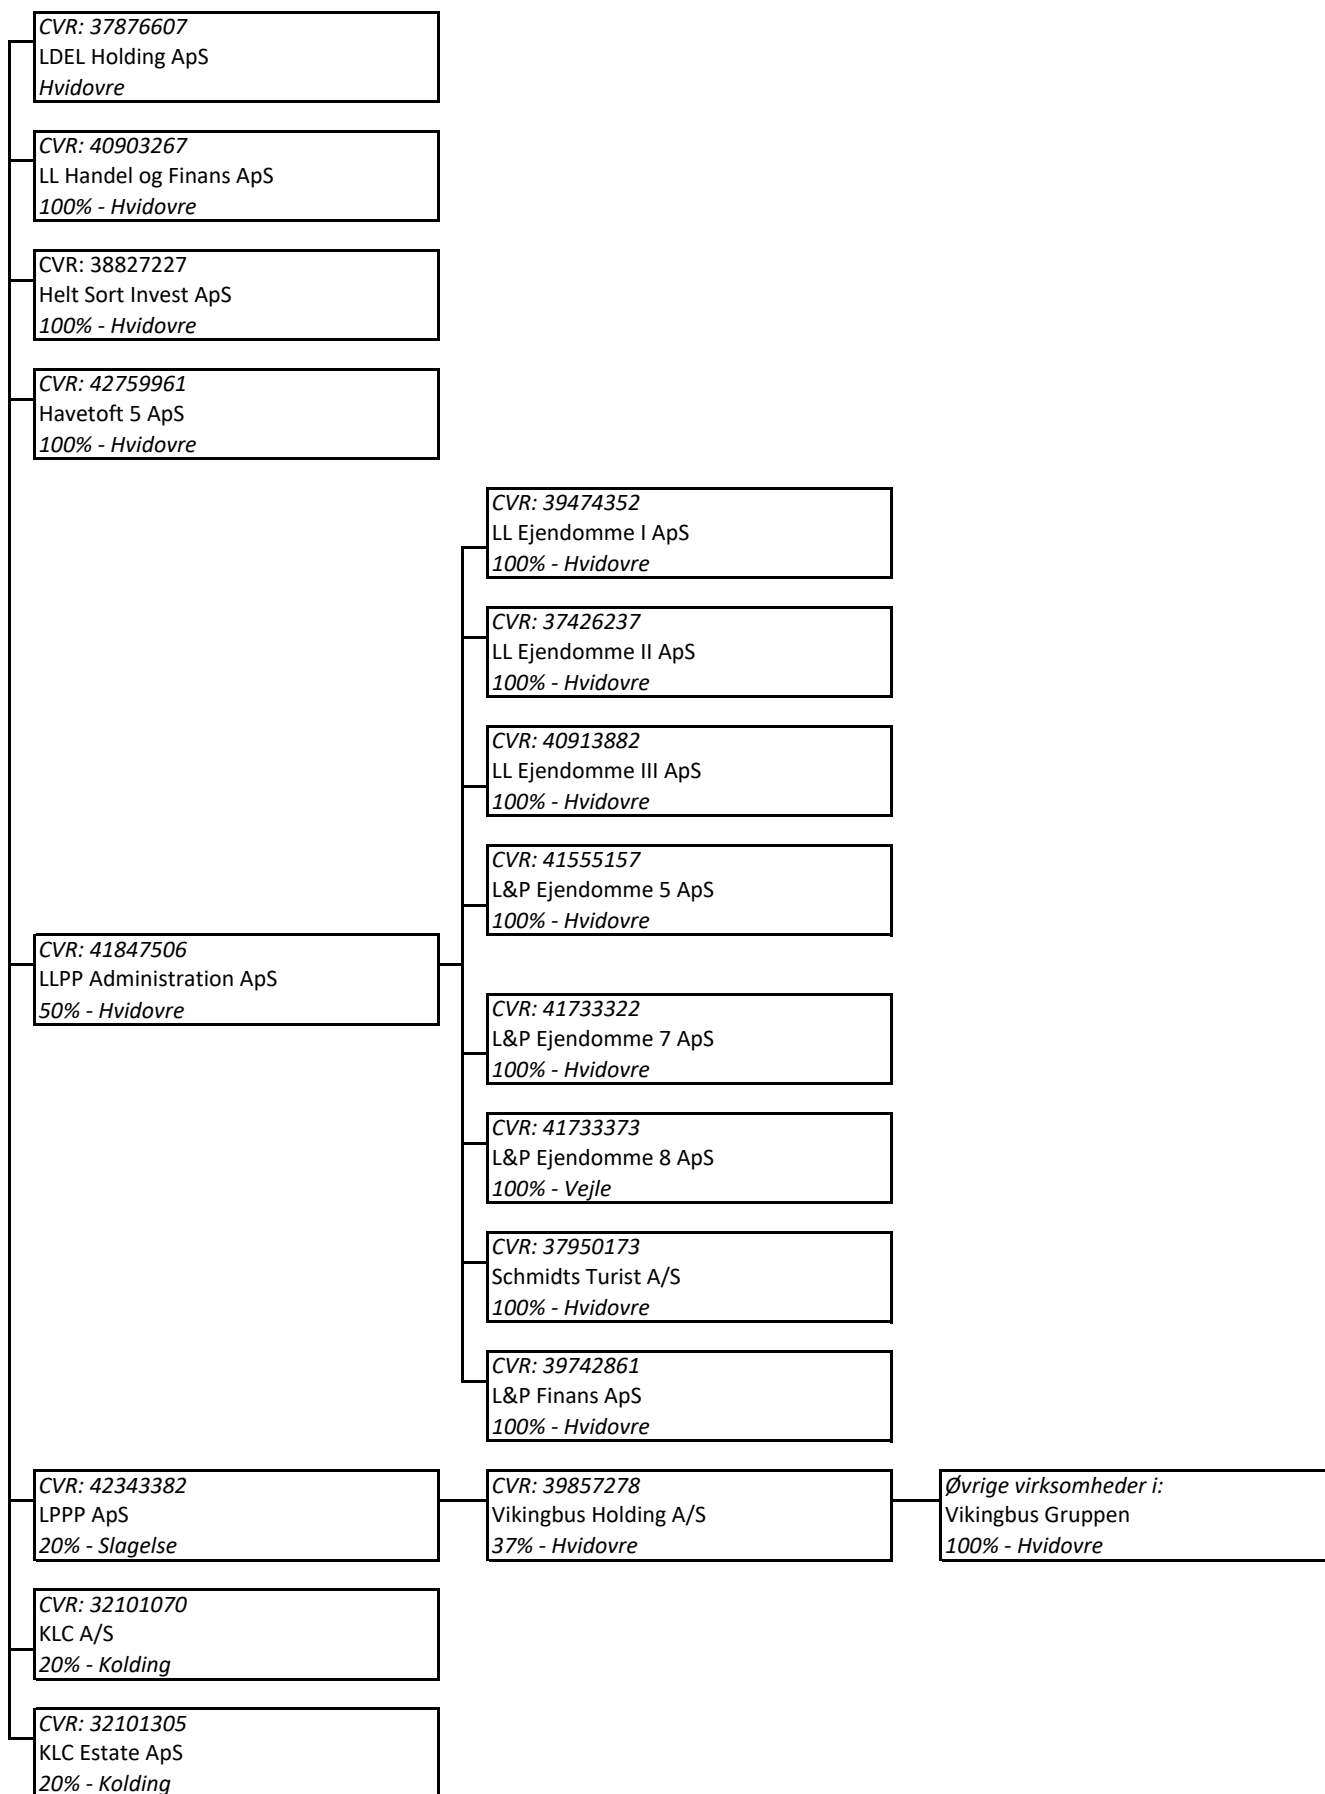 CVR: 37876607
LDEL Holding ApS
Hvidovre
CVR: 40903267
LL Handel og Finans ApS
100% - Hvidovre
CVR: 38827227
Helt Sort Invest ApS
100% - Hvidovre
CVR: 42759961
Havetoft 5 ApS
100% - Hvidovre
CVR: 39474352
LL Ejendomme I ApS
100% - Hvidovre
CVR: 37426237
LL Ejendomme II ApS
100% - Hvidovre
CVR: 40913882
LL Ejendomme III ApS
100% - Hvidovre
CVR: 41555157
L&P Ejendomme 5 ApS
100% - Hvidovre
CVR: 41847506
LLPP Administration ApS
50% - Hvidovre
CVR: 41733322
L&P Ejendomme 7 ApS
100% - Hvidovre
CVR: 41733373
L&P Ejendomme 8 ApS
100% - Vejle
CVR: 37950173
Schmidts Turist A/S
100% - Hvidovre
CVR: 39742861
L&P Finans ApS
100% - Hvidovre
CVR: 42343382
LPPP ApS
20% - Slagelse
CVR: 39857278
Vikingbus Holding A/S
37% - Hvidovre
Øvrige virksomheder i:
Vikingbus Gruppen
100% - Hvidovre
CVR: 32101070
KLC A/S
20% - Kolding
CVR: 32101305
KLC Estate ApS
20% - Kolding